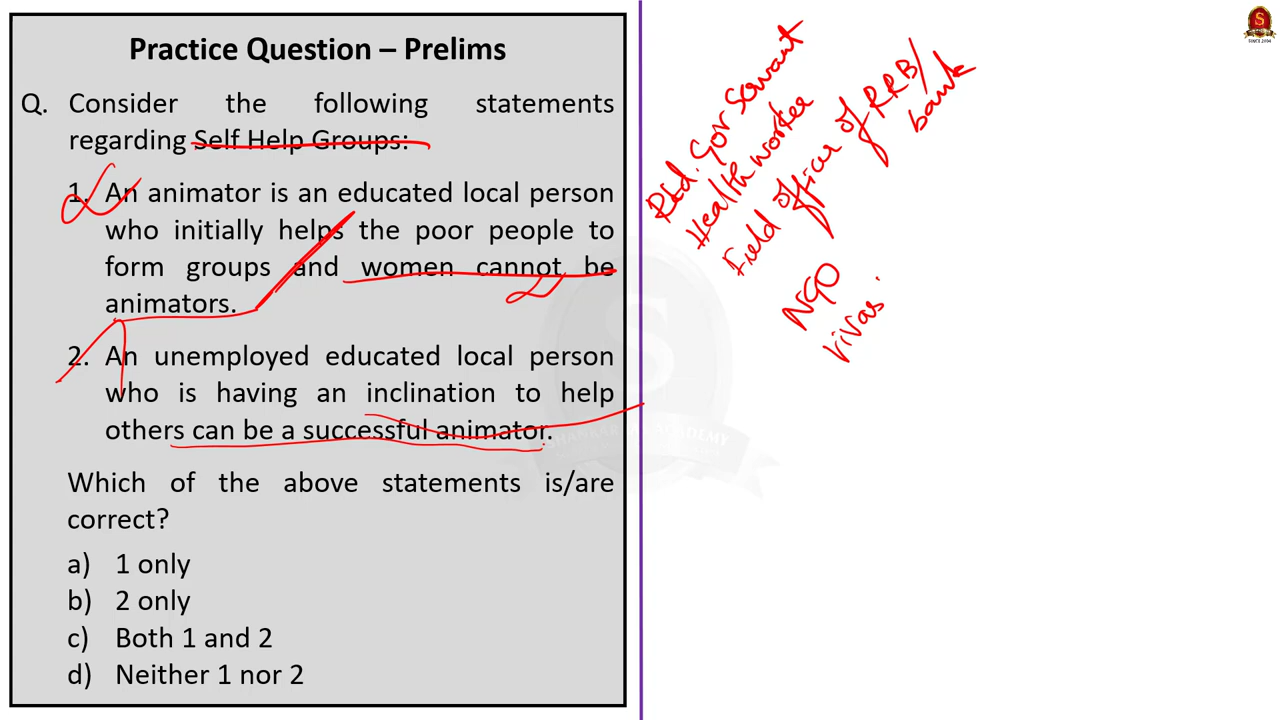 Practice Question – Prelims
Q. Consider the following statements
regarding Self Help Groups:
1. An animator is an educated local person
who initially helps the poor people to
form groups and women cannot be
animators.
2. An unemployed educated local person
who is having an inclination to help
others can be a successful animator.
Which of the above statements is/are
correct?
a) 1 only
b) 2 only
c) Both 1 and 2
d) Neither 1 nor 2
Rtd. Gov Servant
Health worker
Field officer of RRB/
bank
NGO
S
SINCE 2004